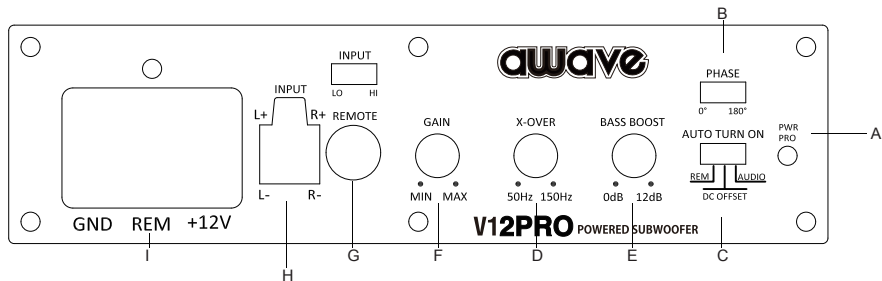 B
INPUT
LO HI
awave
PHASE
0° 180°
INPUT
L+ R+
L- R-
REMOTE
GAIN
MIN MAX
X-OVER
50Hz 150Hz
BASS BOOST
0dB 12dB
AUTO TURN ON
REM AUDIO
DC OFFSET
PWR
PRO
A
GND REM +12V
V12PRO POWERED SUBWOOFER
I
H
G
F
D
E
C